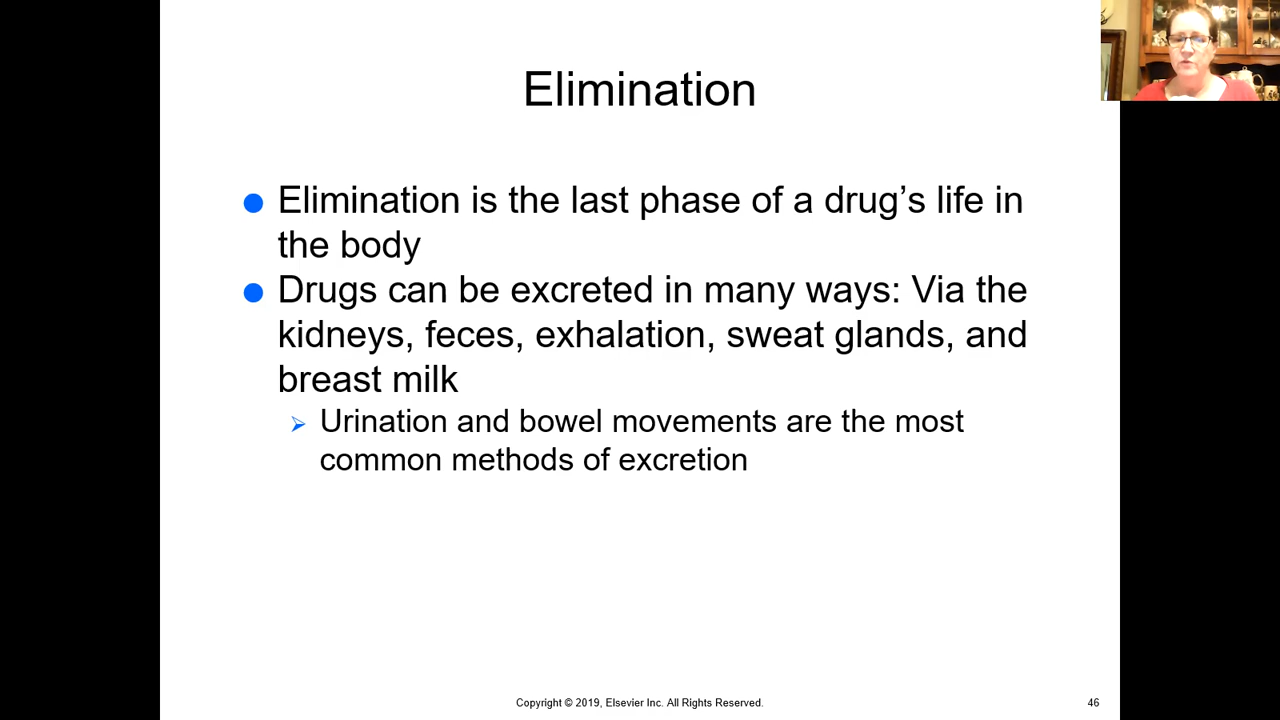 Elimination
Elimination is the last phase of a drug’s life in
the body
Drugs can be excreted in many ways: Via the
kidneys, feces, exhalation, sweat glands, and
breast milk
Urination and bowel movements are the most
common methods of excretion
Copyright © 2019, Elsevier Inc. All Rights Reserved.
46